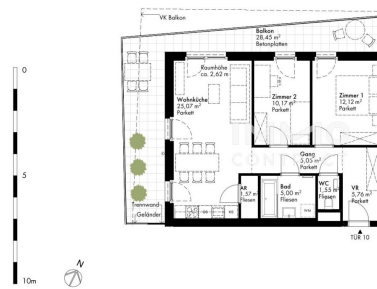 VK Balkon
Balkon
28,45 m²
Betonplatten
Raumhöhe
ca. 2,62 m
Wohnküche
25,07 m²
Parkett
Zimmer 2
10,17 m²
Parkett
Zimmer 1
12,12 m²
Parkett
Gang
5,05 m²
Parkett
AR
1,57 m²
Fliesen
Bad
5,00 m²
Fliesen
WC
1,55 m²
Fliesen
VR
5,76 m²
Parkett
Trennwand
Geländer
TÜR 10
0
5
10m
N